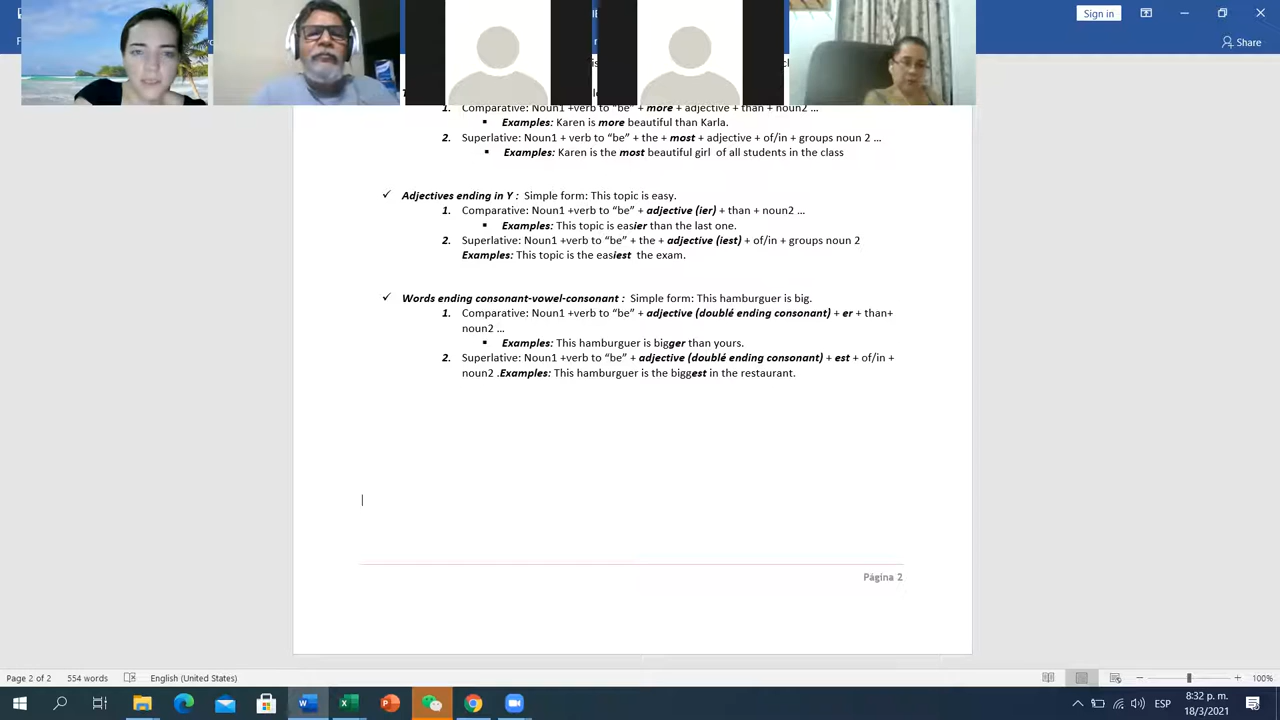 Sign in
Share
1. Comparative: Noun1 +verb to “be” + more + adjective + than + noun2 …
▪ Examples: Karen is more beautiful than Karla.
2. Superlative: Noun1 + verb to “be” + the + most + adjective + of/in + groups noun 2 …
▪ Examples: Karen is the most beautiful girl of all students in the class
✓ Adjectives ending in Y : Simple form: This topic is easy.
1. Comparative: Noun1 +verb to “be” + adjective (ier) + than + noun2 …
▪ Examples: This topic is easier than the last one.
2. Superlative: Noun1 +verb to “be” + the + adjective (iest) + of/in + groups noun 2
Examples: This topic is the easiest the exam.
✓ Words ending consonant-vowel-consonant : Simple form: This hamburguer is big.
1. Comparative: Noun1 +verb to “be” + adjective (doublé ending consonant) + er + than+
noun2 …
▪ Examples: This hamburguer is bigger than yours.
2. Superlative: Noun1 +verb to “be” + adjective (doublé ending consonant) + est + of/in +
noun2 .Examples: This hamburguer is the biggest in the restaurant.
Página 2
Page 2 of 2 554 words English (United States) 100%
ESP
8:32 p. m.
18/3/2021